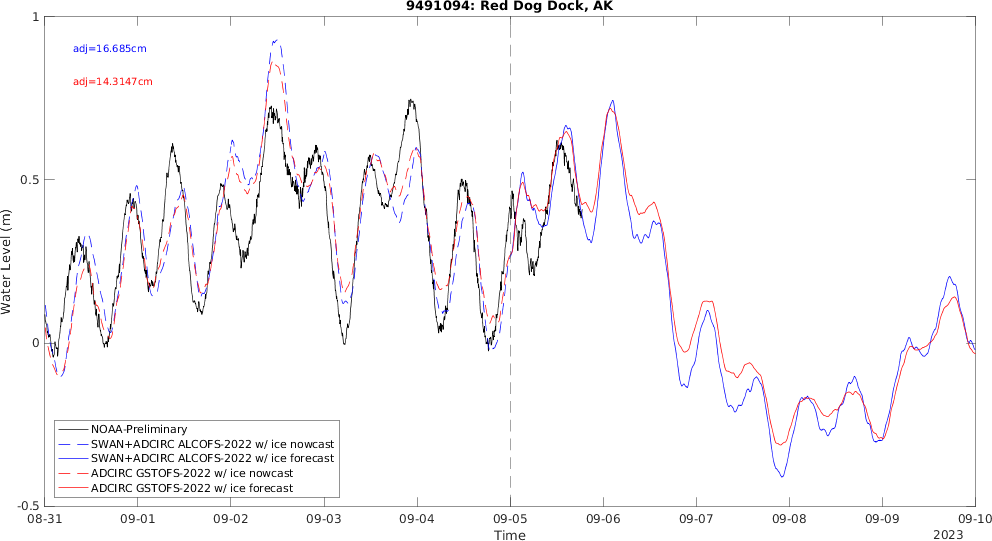 9491094: Red Dog Dock, AK
adj=16.685cm
adj=14.3147cm
Water Level (m)
1
0.5
0
-0.5
NOAA-Preliminary
SWAN+ADCIRC ALCOFS-2022 w/ ice nowcast
SWAN+ADCIRC ALCOFS-2022 w/ ice forecast
ADCIRC GSTOFS-2022 w/ ice nowcast
ADCIRC GSTOFS-2022 w/ ice forecast
08-31 09-01 09-02 09-03 09-04 09-05 09-06 09-07 09-08 09-09 09-10
Time
2023